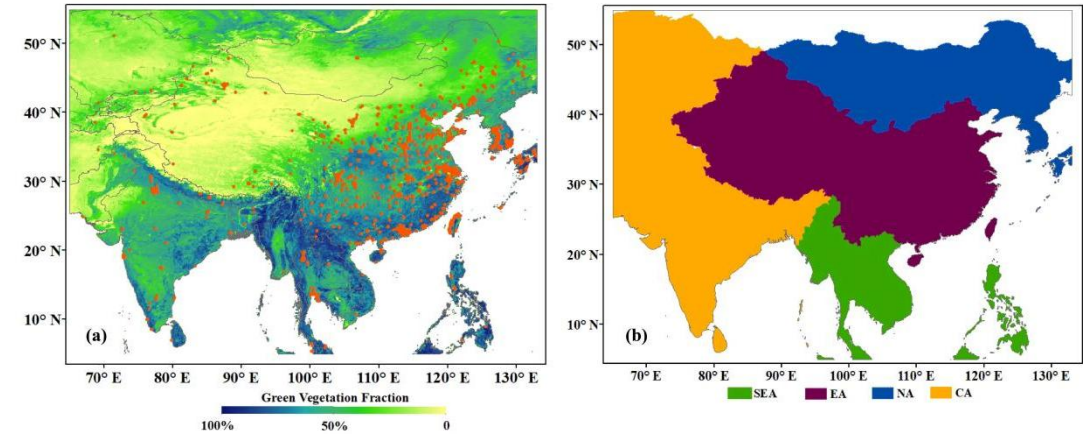 50° N
40° N
30° N
20° N
10° N
(a)
70° E 80° E 90° E 100° E 110° E 120° E 130° E
Green Vegetation Fraction
100% 50% 0
50° N
40° N
30° N
20° N
10° N
(b)
70° E 80° E 90° E 100° E 110° E 120° E 130° E
SEA EA NA CA